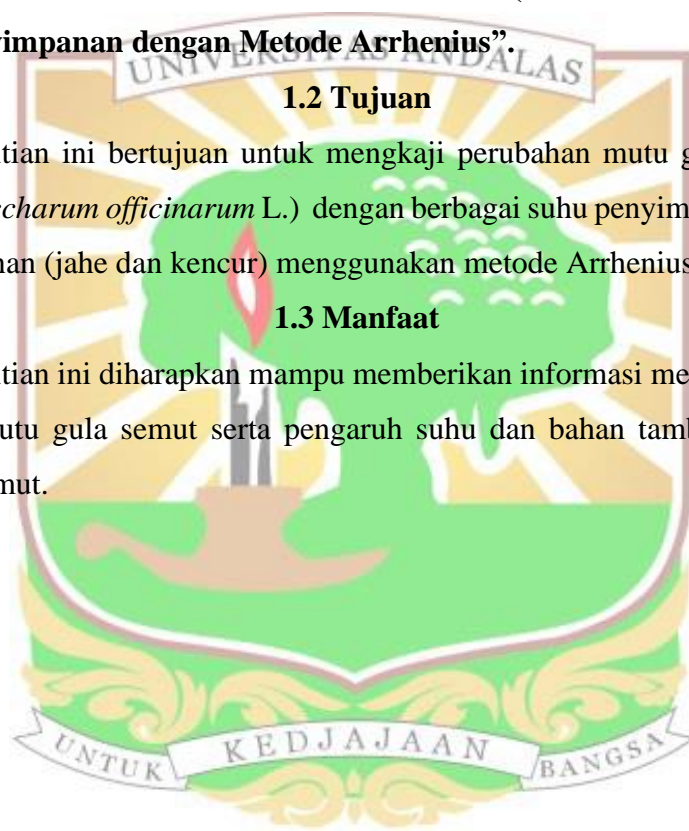 yimpanan dengan Metode Arrhenius”.
UNIVERSITAS ANDALAS
1.2 Tujuan
tian ini bertujuan untuk mengkaji perubahan mutu g
charum officinarum L.) dengan berbagai suhu penyim
han (jahe dan kencur) menggunakan metode Arrhenius
1.3 Manfaat
tian ini diharapkan mampu memberikan informasi me
utu gula semut serta pengaruh suhu dan bahan tamb
mut.
UNTUK KEDJAJAAN BANGSA